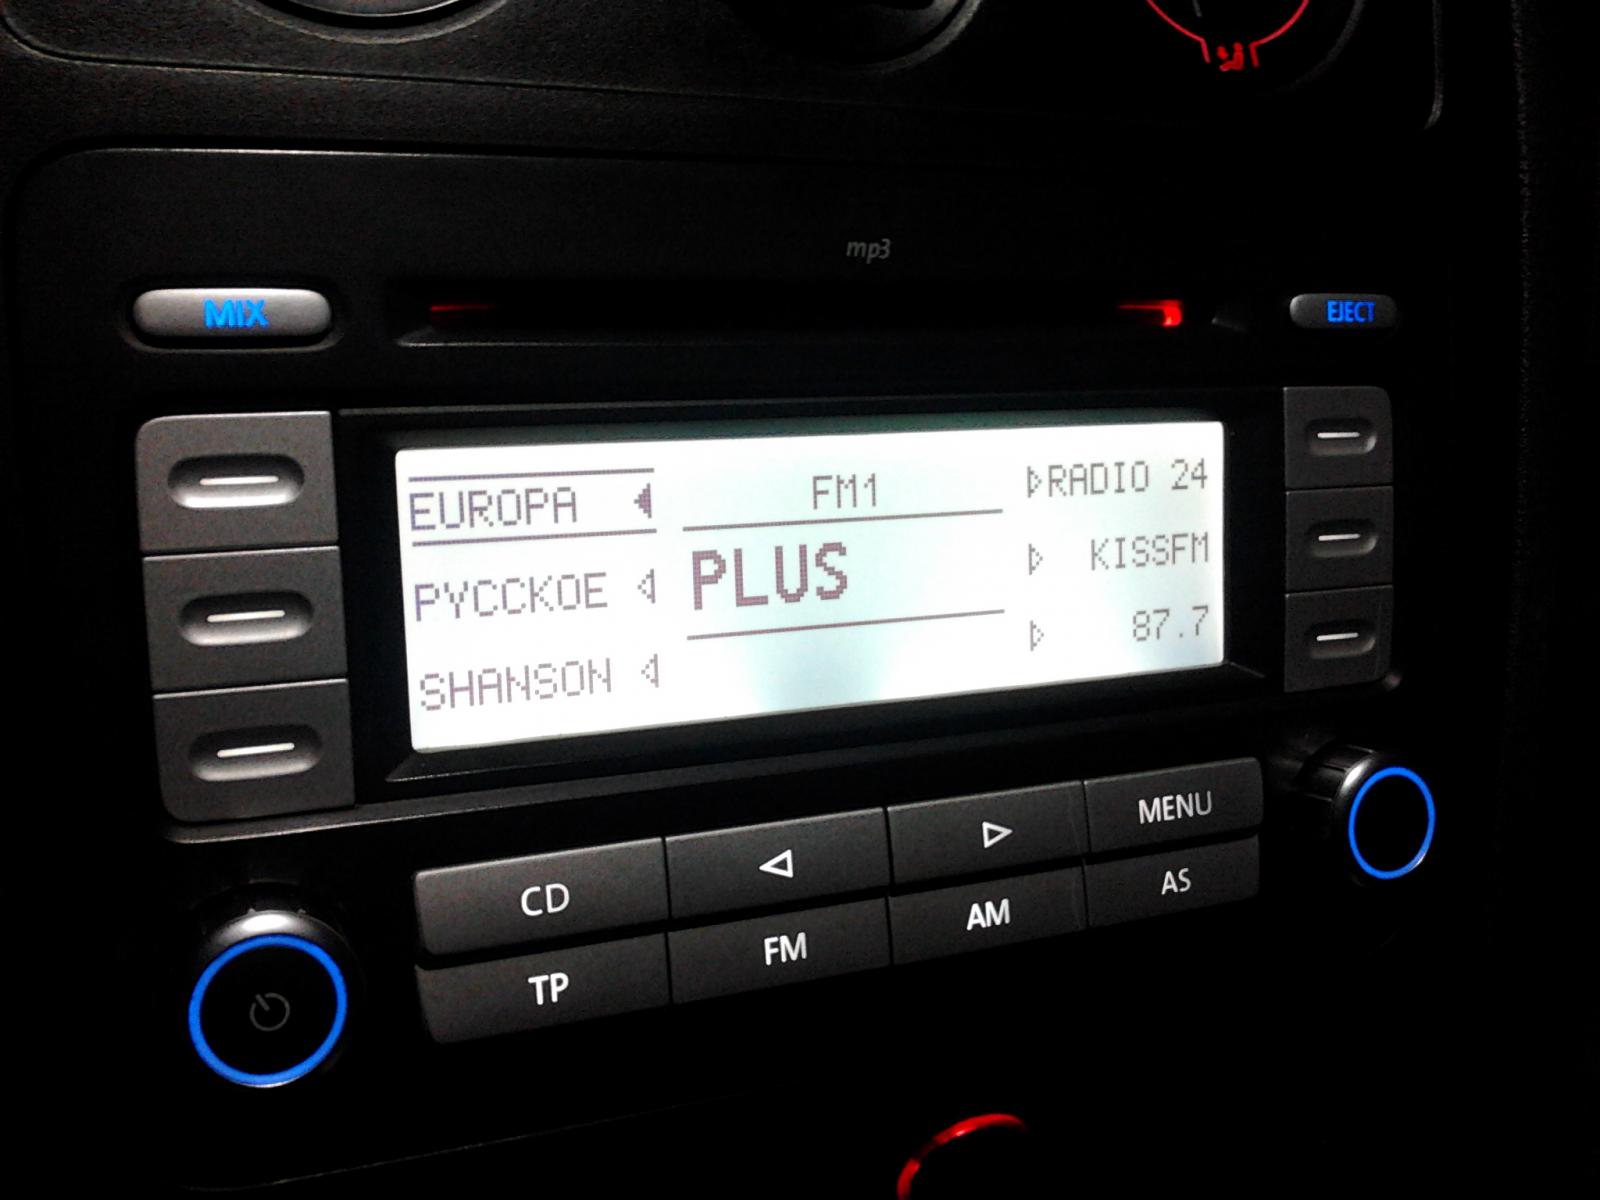 mp3
MIX
EJECT
EUROPA
FM1
RADIO 24
PYCCKOE
PLUS
KISSFM
SHANSON
87.7
CD
MENU
TP
FM
AM
AS